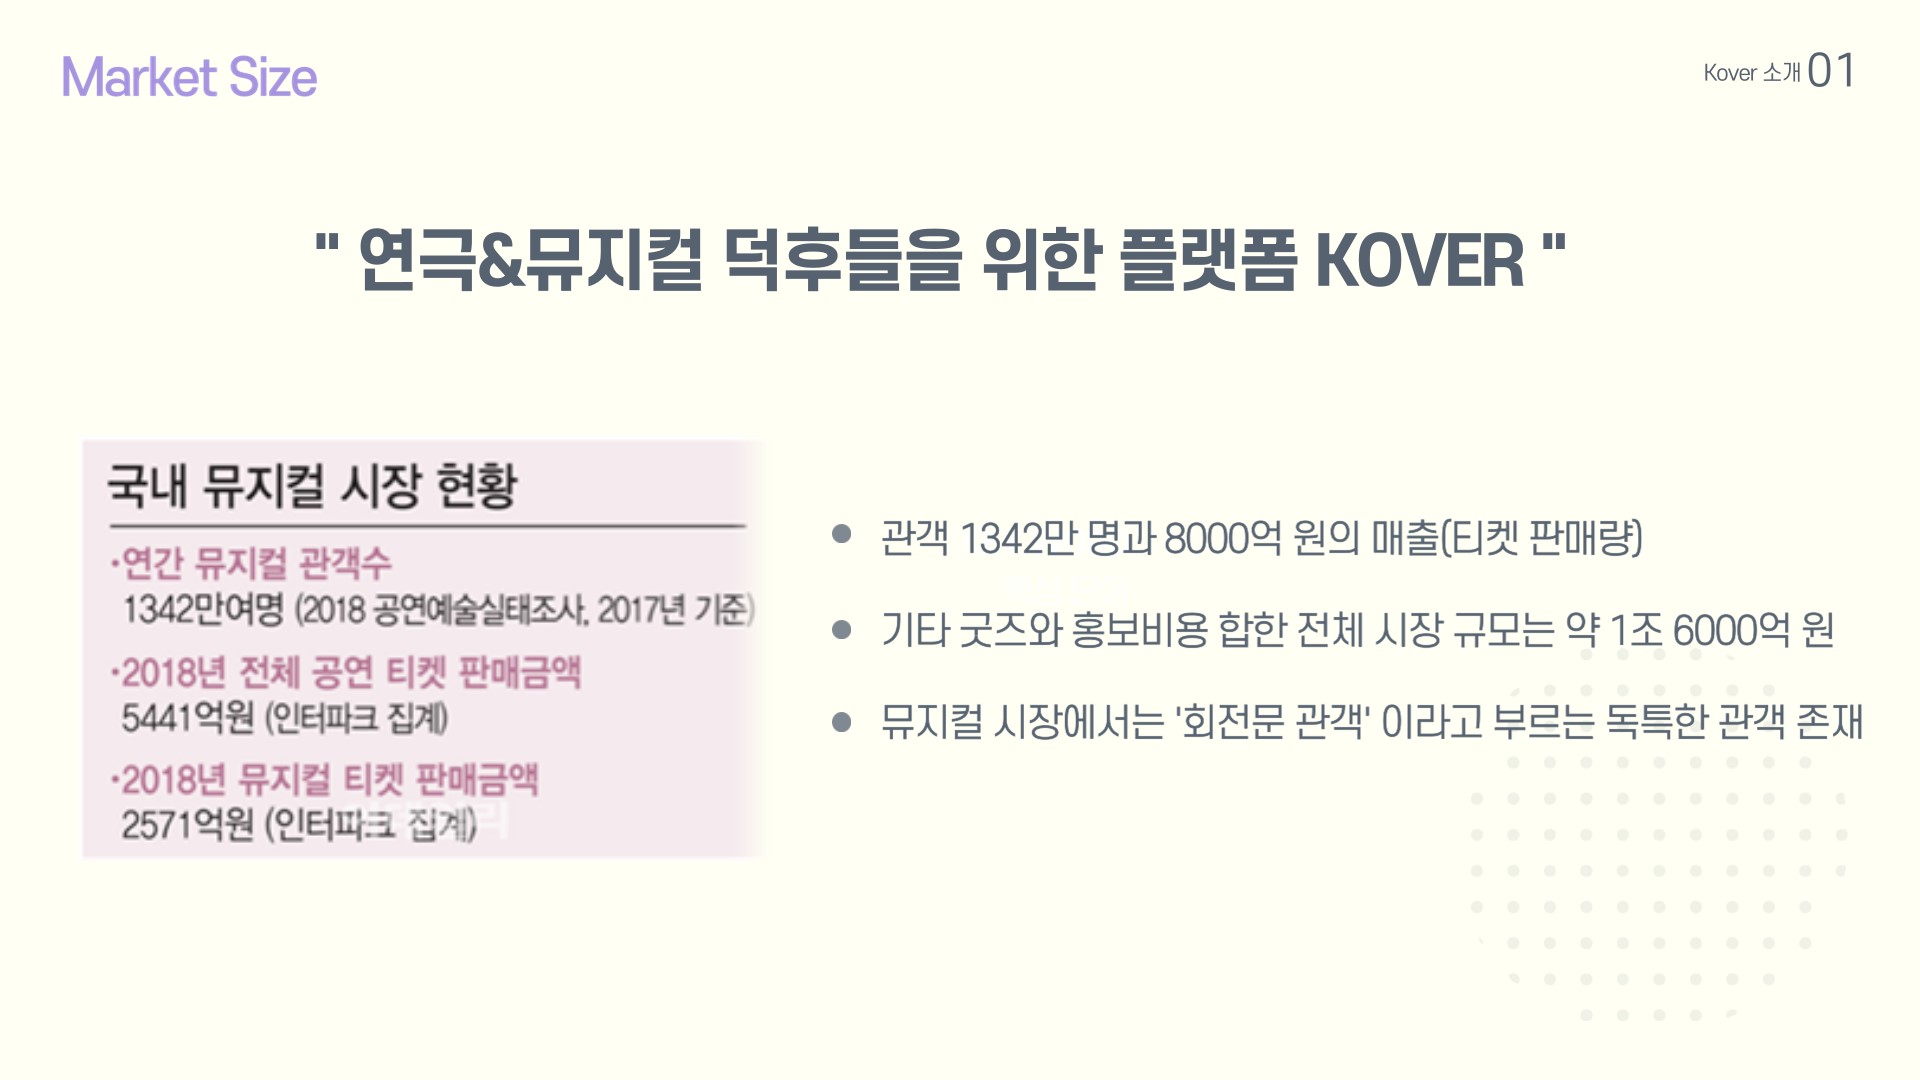 Market Size
Kover 소개 01
" 연극&뮤지컬 덕후들을 위한 플랫폼 KOVER "
국내 뮤지컬 시장 현황
·연간 뮤지컬 관객수
1342만여명 (2018 공연예술실태조사, 2017년 기준)
·2018년 전체 공연 티켓 판매금액
5441억원 (인터파크 집계)
·2018년 뮤지컬 티켓 판매금액
2571억원 (인터파크 집계)
● 관객 1342만 명과 8000억 원의 매출(티켓 판매량)
● 기타 굿즈와 홍보비용 합한 전체 시장 규모는 약 1조 6000억 원
● 뮤지컬 시장에서는 '회전문 관객' 이라고 부르는 독특한 관객 존재